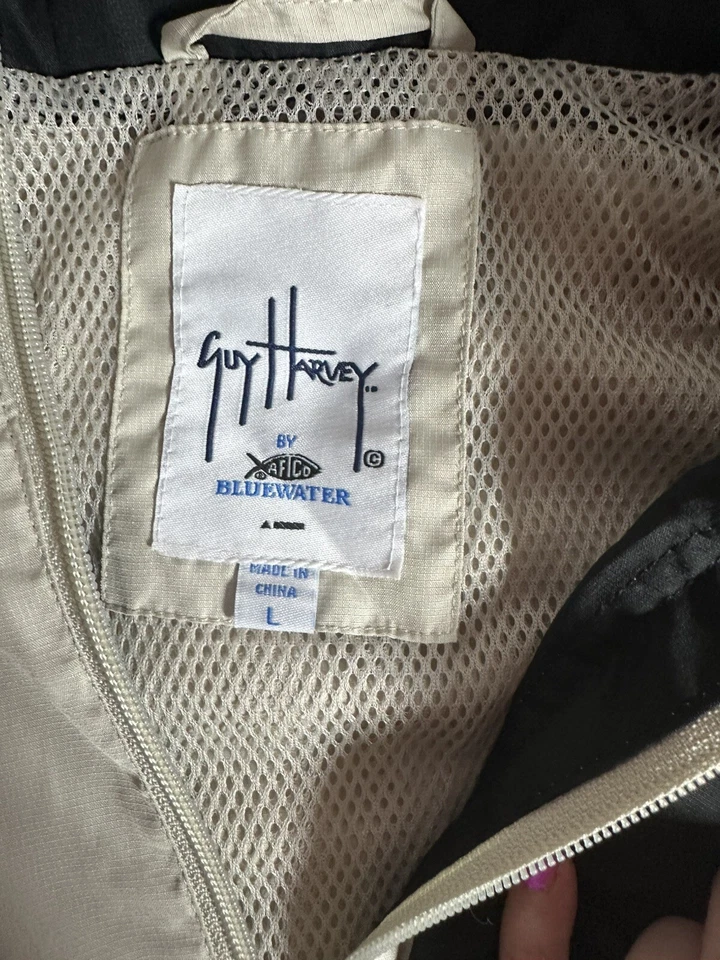 GUY HARVEY
©
BY
AFTCO
BLUEWATER
MADE IN
CHINA
L